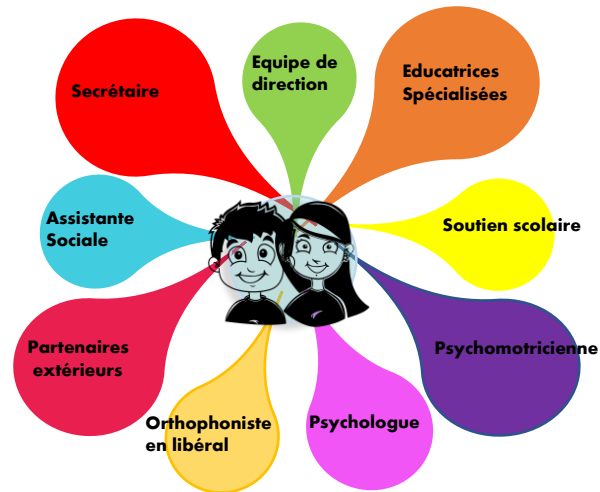 Secrétaire
Equipe de
direction
Educatrices
Spécialisées
Assistante
Sociale
Soutien scolaire
Partenaires
extérieurs
Psychomotricienne
Orthophoniste
en libéral
Psychologue